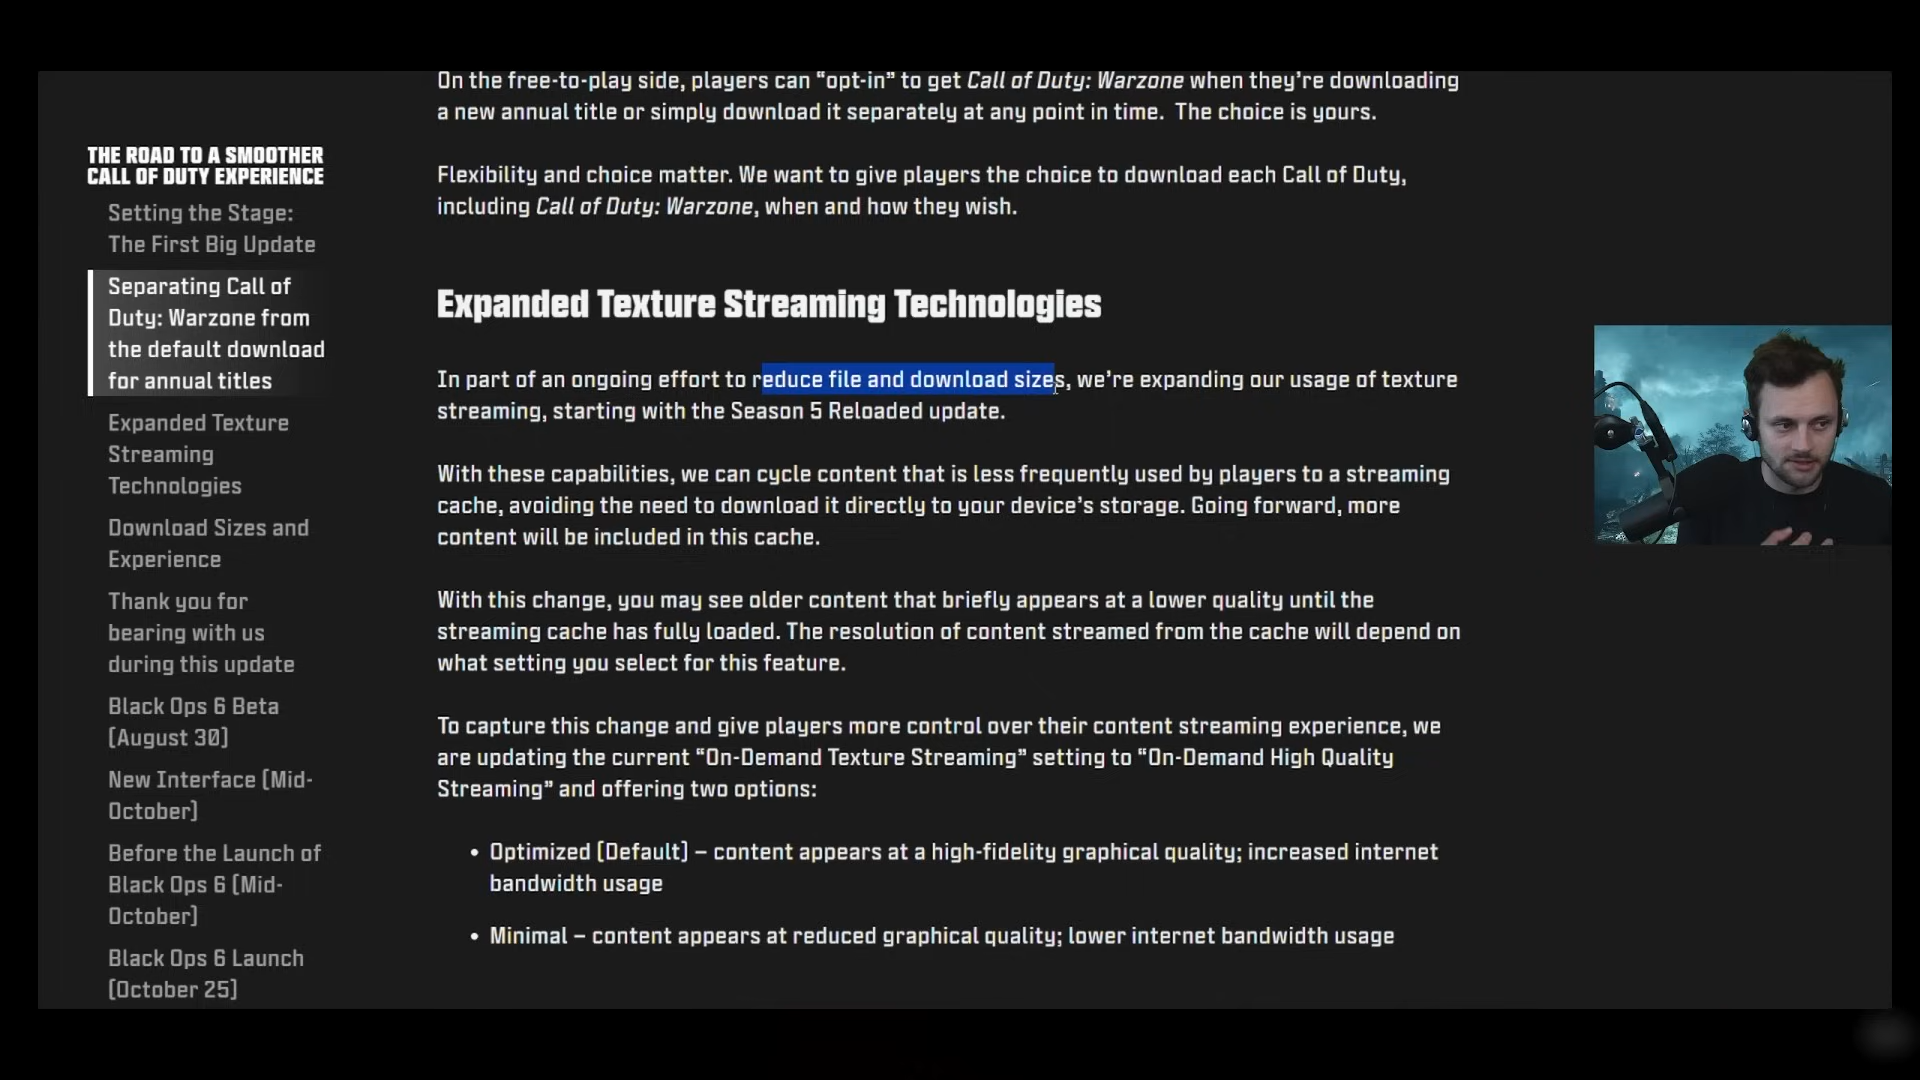 On the free-to-play side, players can “opt-in” to get Call of Duty: Warzone when they’re downloading
a new annual title or simply download it separately at any point in time. The choice is yours.
Flexibility and choice matter. We want to give players the choice to download each Call of Duty,
including Call of Duty: Warzone, when and how they wish.
THE ROAD TO A SMOOTHER
CALL OF DUTY EXPERIENCE
Setting the Stage:
The First Big Update
Separating Call of
Duty: Warzone from
the default download
for annual titles
Expanded Texture
Streaming
Technologies
Download Sizes and
Experience
Thank you for
bearing with us
during this update
Black Ops 6 Beta
(August 30)
New Interface (Mid-
October)
Before the Launch of
Black Ops 6 (Mid-
October)
Black Ops 6 Launch
(October 25)
Expanded Texture Streaming Technologies
In part of an ongoing effort to reduce file and download sizes, we’re expanding our usage of texture
streaming, starting with the Season 5 Reloaded update.
With these capabilities, we can cycle content that is less frequently used by players to a streaming
cache, avoiding the need to download it directly to your device’s storage. Going forward, more
content will be included in this cache.
With this change, you may see older content that briefly appears at a lower quality until the
streaming cache has fully loaded. The resolution of content streamed from the cache will depend on
what setting you select for this feature.
To capture this change and give players more control over their content streaming experience, we
are updating the current “On-Demand Texture Streaming” setting to “On-Demand High Quality
Streaming” and offering two options:
• Optimized (Default) – content appears at a high-fidelity graphical quality; increased internet
bandwidth usage
• Minimal – content appears at reduced graphical quality; lower internet bandwidth usage